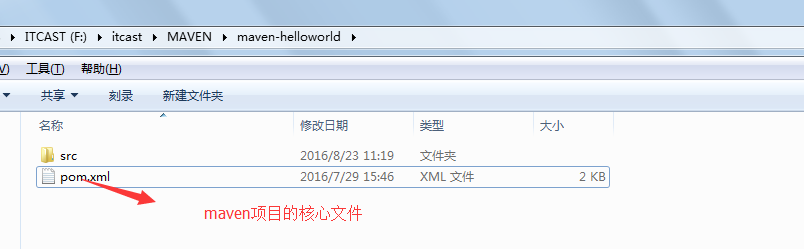 ITCAST (F:) ▸ itcast ▸ MAVEN ▸ maven-helloworld ▸
V) 工具(T) 帮助(H)
共享 刻录 新建文件夹
名称 修改日期 类型 大小
src 2016/8/23 11:19 文件夹
pom.xml 2016/7/29 15:46 XML 文件 2 KB
maven项目的核心文件